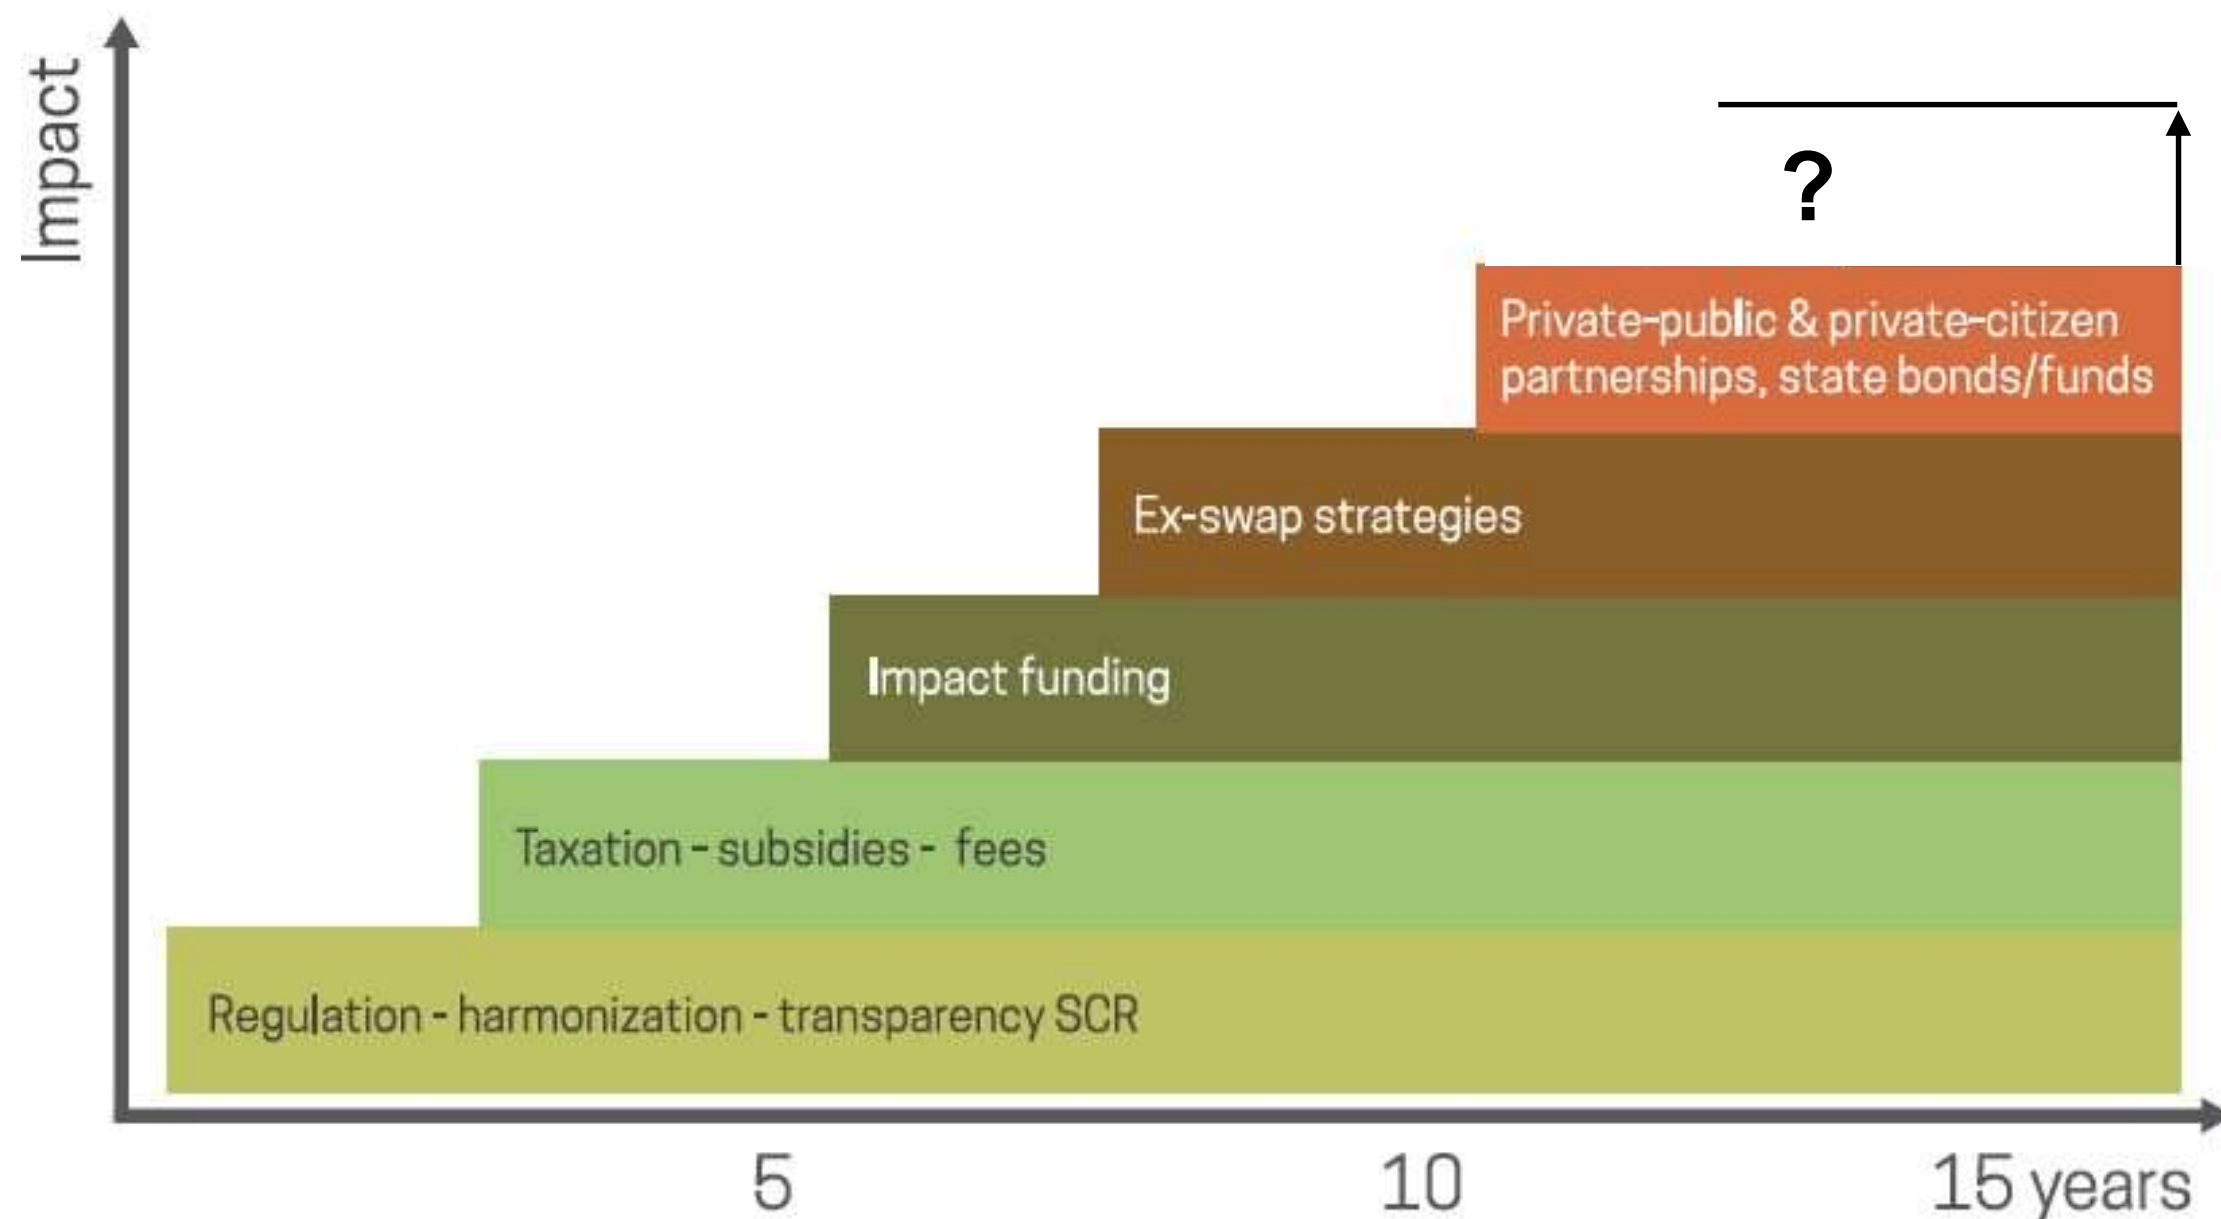 Impact
?
Private-public & private-citizen
partnerships, state bonds/funds
Ex-swap strategies
Impact funding
Taxation - subsidies - fees
Regulation - harmonization - transparency SCR
5 10 15 years